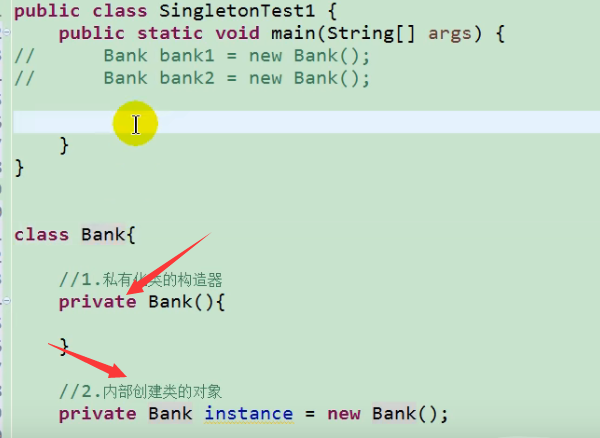 public class SingletonTest1 {
public static void main(String[] args) {
//      Bank bank1 = new Bank();
//      Bank bank2 = new Bank();
}
}
class Bank{
//1.私有化类的构造器
private Bank(){
}
//2.内部创建类的对象
private Bank instance = new Bank();